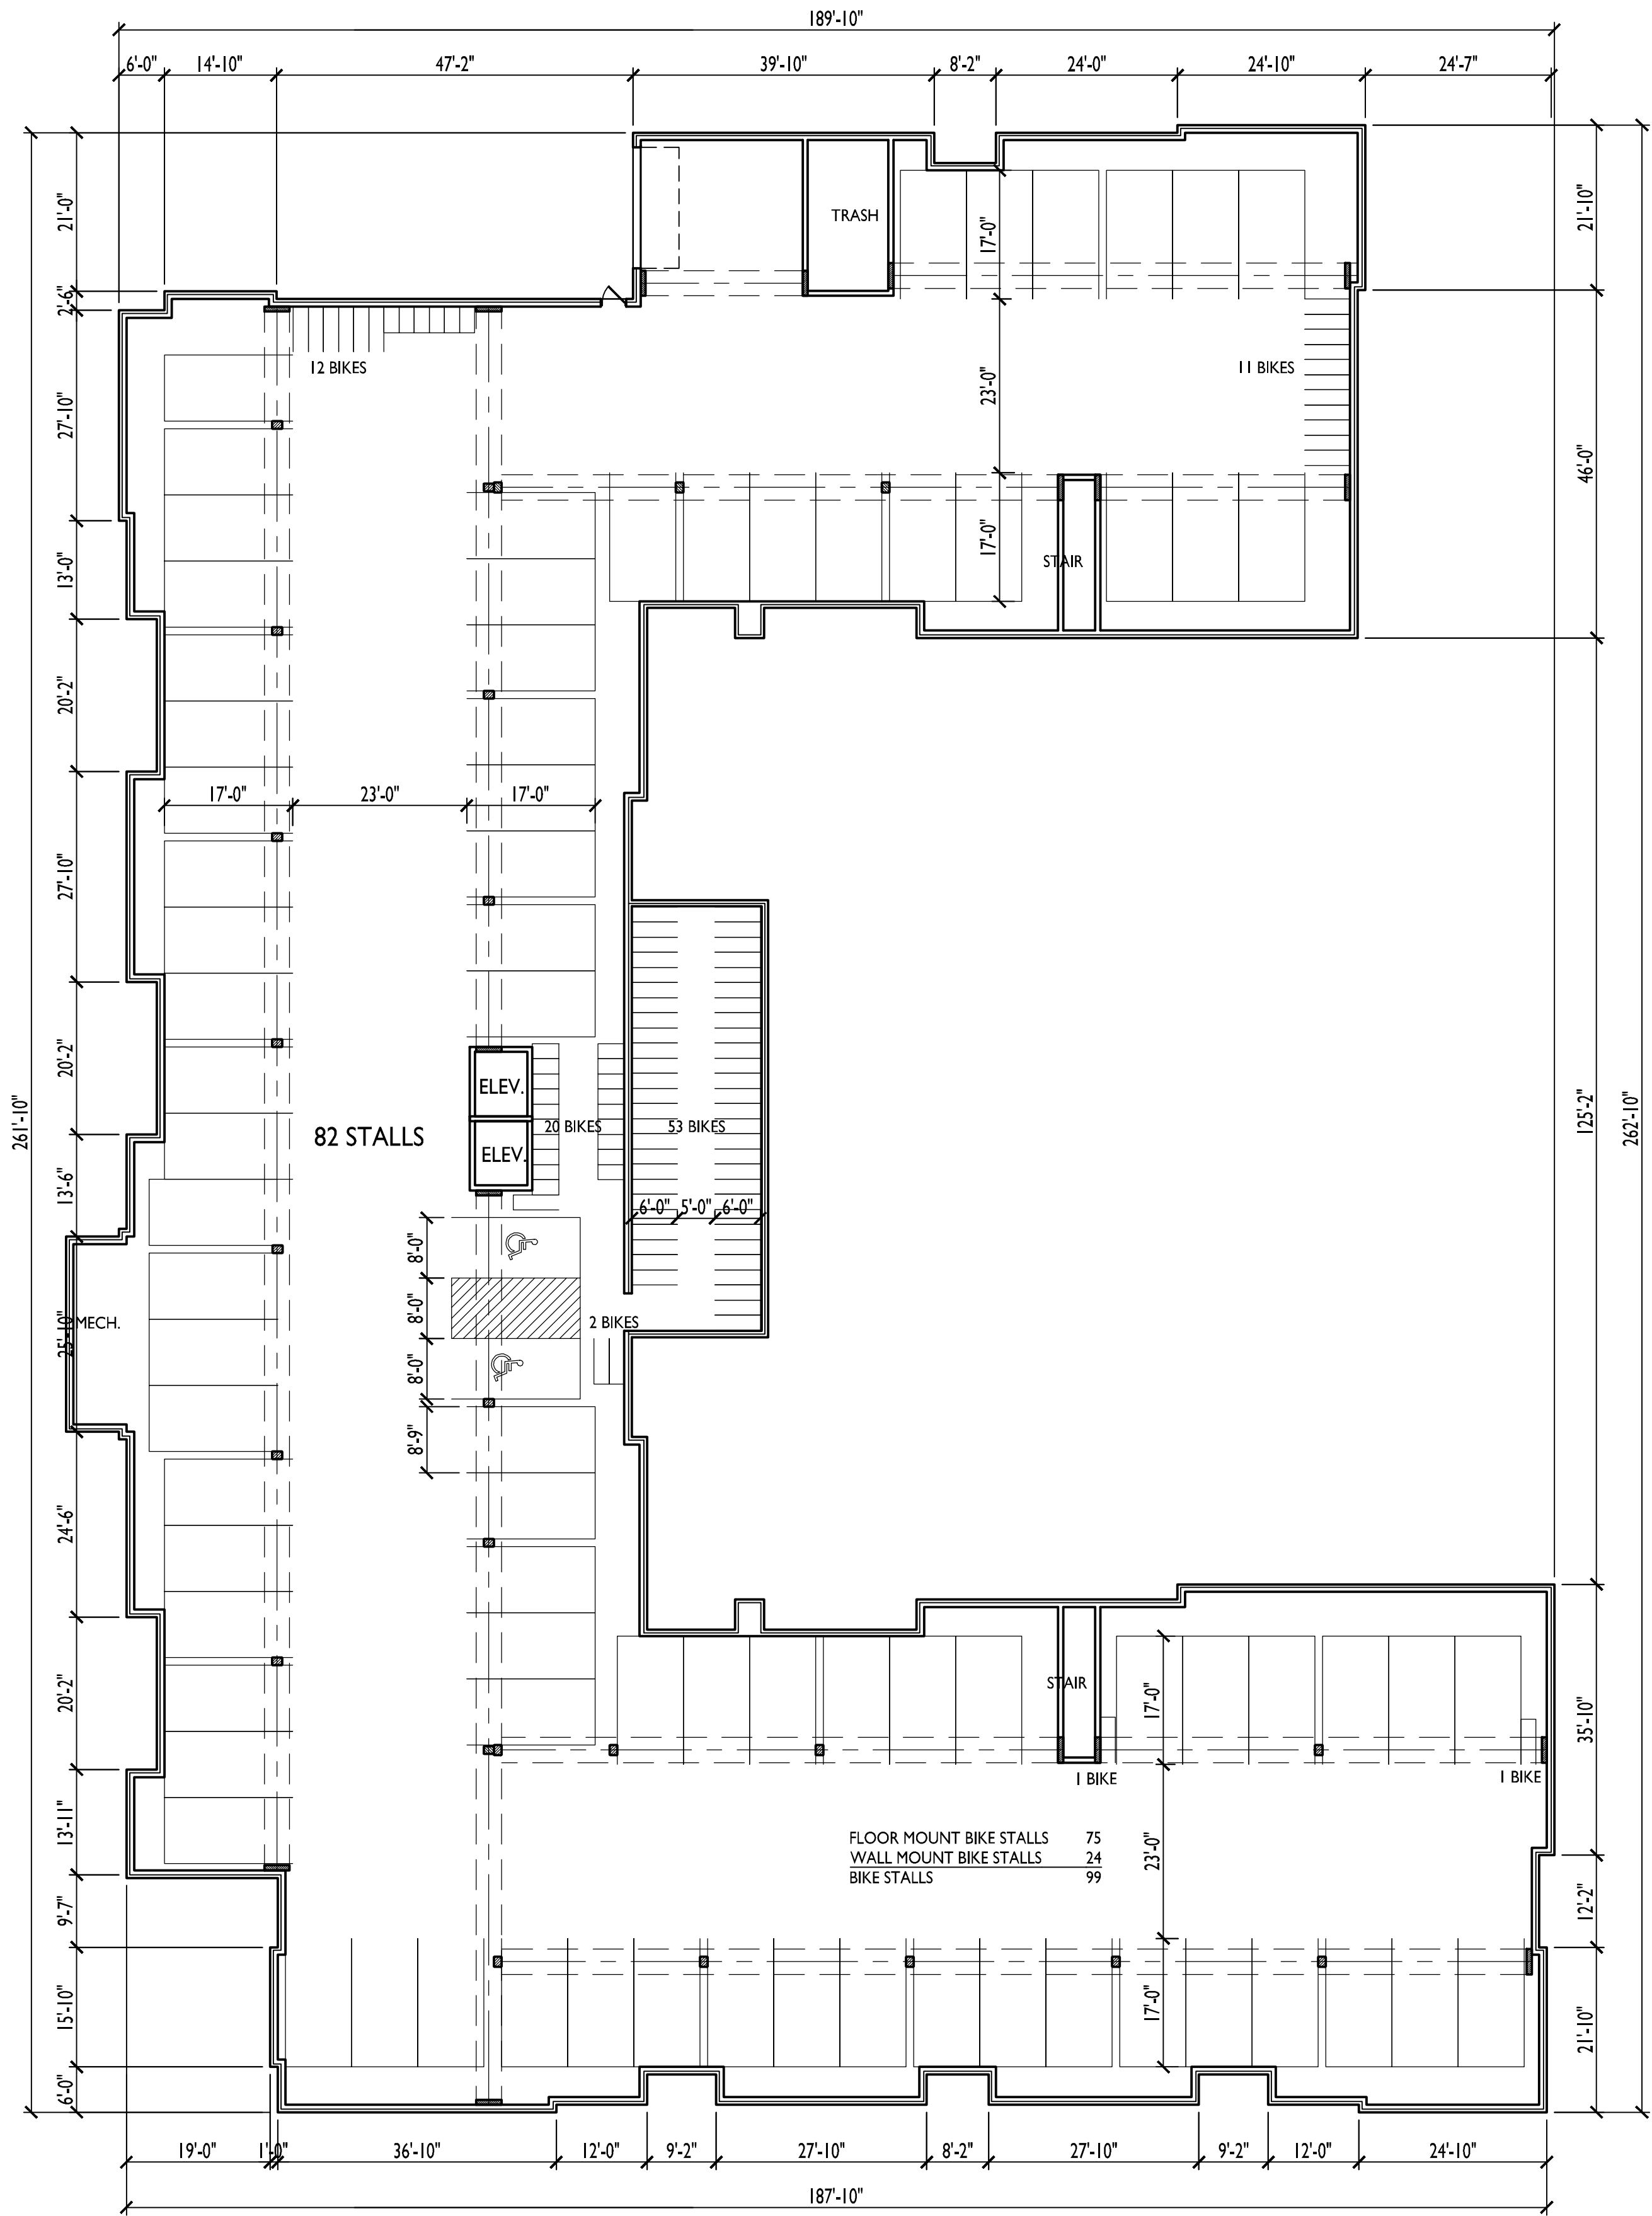 189'-10"
6'-0" 14'-10" 47'-2" 39'-10" 8'-2" 24'-0" 24'-10" 24'-7"
21'-0"
TRASH
17'-0"
21'-10"
2'-6"
12 BIKES
11 BIKES
27'-10"
23'-0"
46'-0"
13'-0"
17'-0"
STAIR
20'-2"
17'-0" 23'-0" 17'-0"
27'-10"
20'-2"
ELEV.
261'-10"
82 STALLS
20 BIKES
53 BIKES
125'-2"
262'-10"
ELEV.
13'-6"
6'-0" 5'-0" 6'-0"
8'-0"
25'-10"
MECH.
8'-0"
2 BIKES
8'-0"
8'-9"
24'-6"
20'-2"
STAIR
17'-0"
35'-10"
1 BIKE
1 BIKE
13'-11"
FLOOR MOUNT BIKE STALLS 75
WALL MOUNT BIKE STALLS 24
BIKE STALLS 99
23'-0"
9'-7"
12'-2"
15'-10"
17'-0"
21'-10"
6'-0"
19'-0" 1'-0" 36'-10" 12'-0" 9'-2" 27'-10" 8'-2" 27'-10" 9'-2" 12'-0" 24'-10"
187'-10"